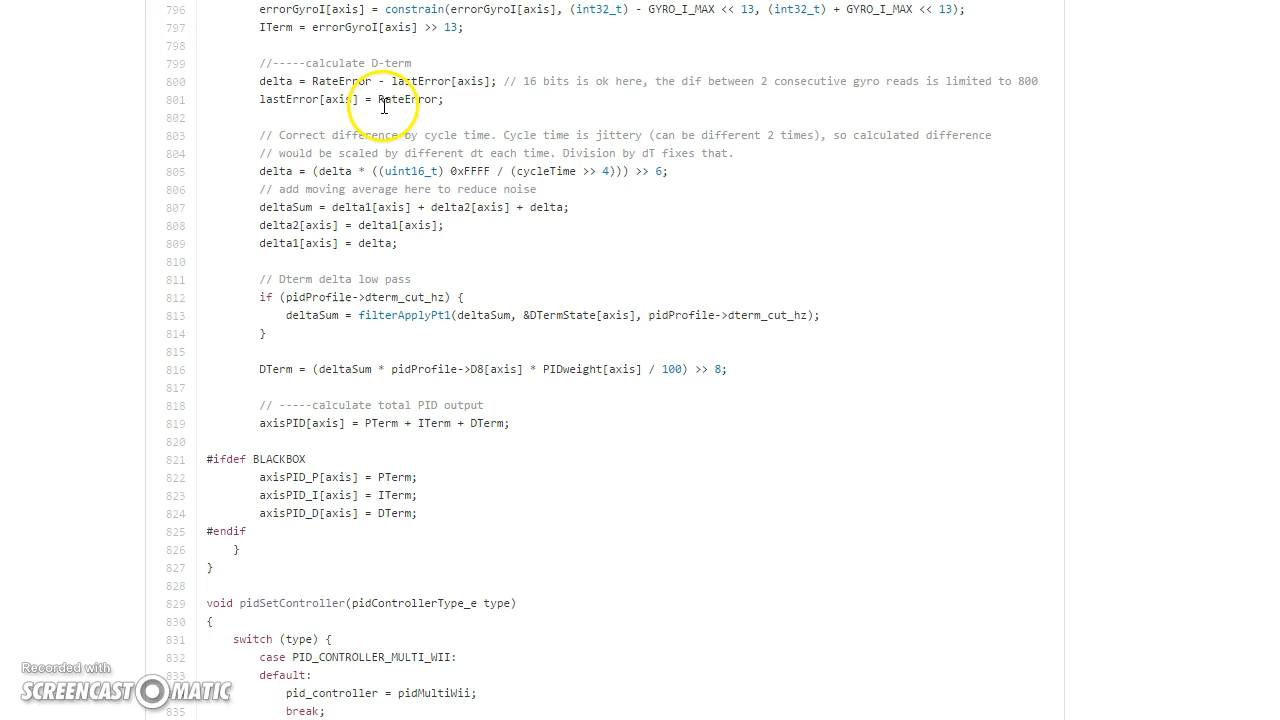 796 errorGyroI[axis] = constrain(errorGyroI[axis], (int32_t) - GYRO_I_MAX << 13, (int32_t) + GYRO_I_MAX << 13);
797 ITerm = errorGyroI[axis] >> 13;
798
799 //-----calculate D-term
800 delta = RateError - lastError[axis]; // 16 bits is ok here, the dif between 2 consecutive gyro reads is limited to 800
801 lastError[axis] = RateError;
802
803 // Correct difference by cycle time. Cycle time is jittery (can be different 2 times), so calculated difference
804 // would be scaled by different dt each time. Division by dT fixes that.
805 delta = (delta * ((uint16_t) 0xFFFF / (cycleTime >> 4))) >> 6;
806 // add moving average here to reduce noise
807 deltaSum = delta1[axis] + delta2[axis] + delta;
808 delta2[axis] = delta1[axis];
809 delta1[axis] = delta;
810
811 // Dterm delta low pass
812 if (pidProfile->dterm_cut_hz) {
813 deltaSum = filterApplyPt1(deltaSum, &DTermState[axis], pidProfile->dterm_cut_hz);
814 }
815
816 DTerm = (deltaSum * pidProfile->D8[axis] * PIDweight[axis] / 100) >> 8;
817
818 // -----calculate total PID output
819 axisPID[axis] = PTerm + ITerm + DTerm;
820
821 #ifdef BLACKBOX
822 axisPID_P[axis] = PTerm;
823 axisPID_I[axis] = ITerm;
824 axisPID_D[axis] = DTerm;
825 #endif
826 }
827 }
828
829 void pidSetController(pidControllerType_e type)
830 {
831 switch (type) {
832 case PID_CONTROLLER_MULTI_WII:
833 default:
834 pid_controller = pidMultiWii;
835 break;
Recorded with
SCREENCAST-O-MATIC